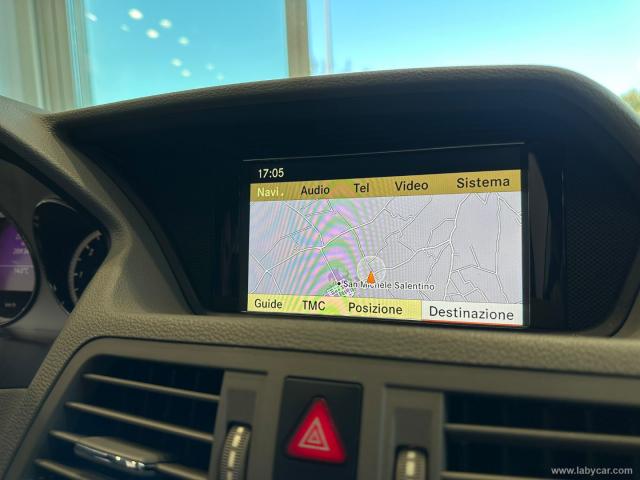 17:05
Navi Audio Tel Video Sistema
San Michele Salentino
Guide TMC Posizione Destinazione
www.labycar.com